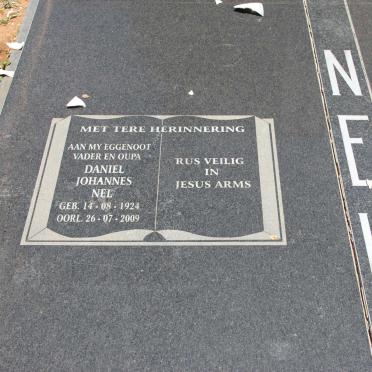 MET TERE HERINNERING
AAN MY EGGENOOT
VADER EN OUPA
DANIEL
JOHANNES
NEL
GEB. 14 - 08 - 1924
OORL. 26 - 07 - 2009
RUS VEILIG
IN
JESUS ARMS
NEL